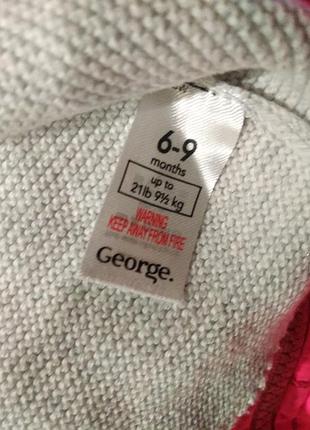 6-9
months
up to
21lb 9½ kg
WARNING
KEEP AWAY FROM FIRE
George.